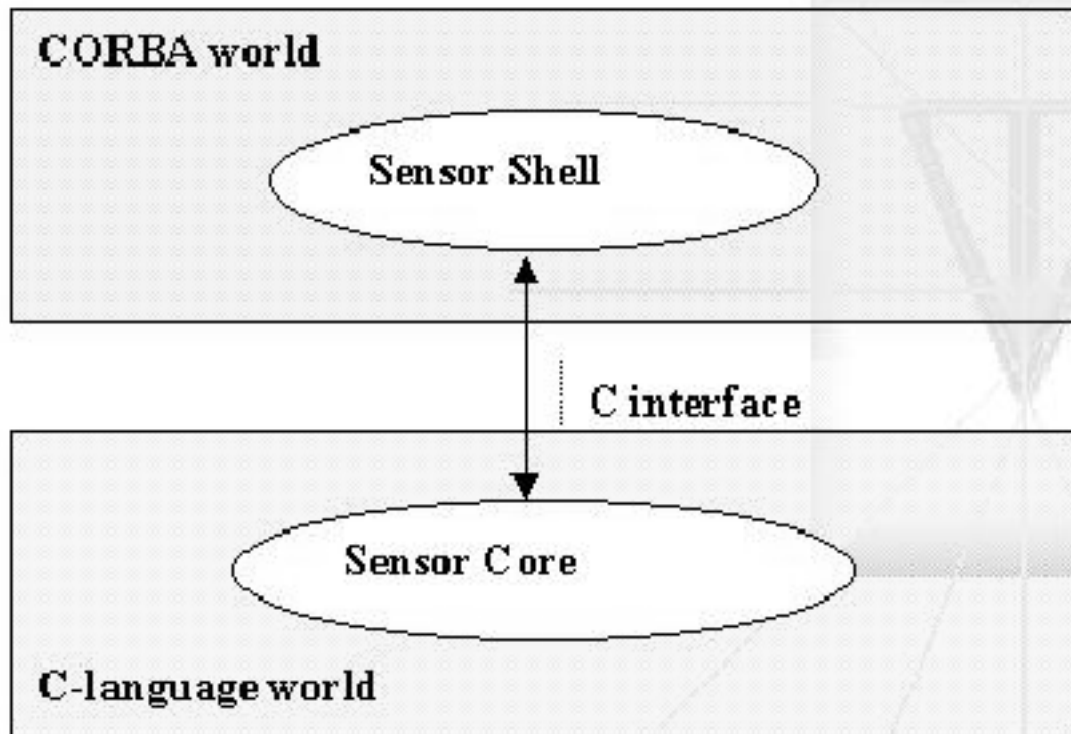 CORBA world
Sensor Shell
C interface
Sensor Core
C-language world